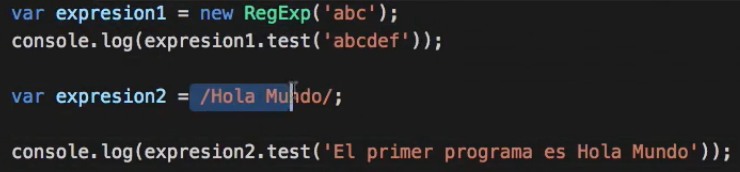 var expresion1 = new RegExp('abc');
console.log(expresion1.test('abcdef'));
var expresion2 = /Hola Mundo/;
console.log(expresion2.test('El primer programa es Hola Mundo'));